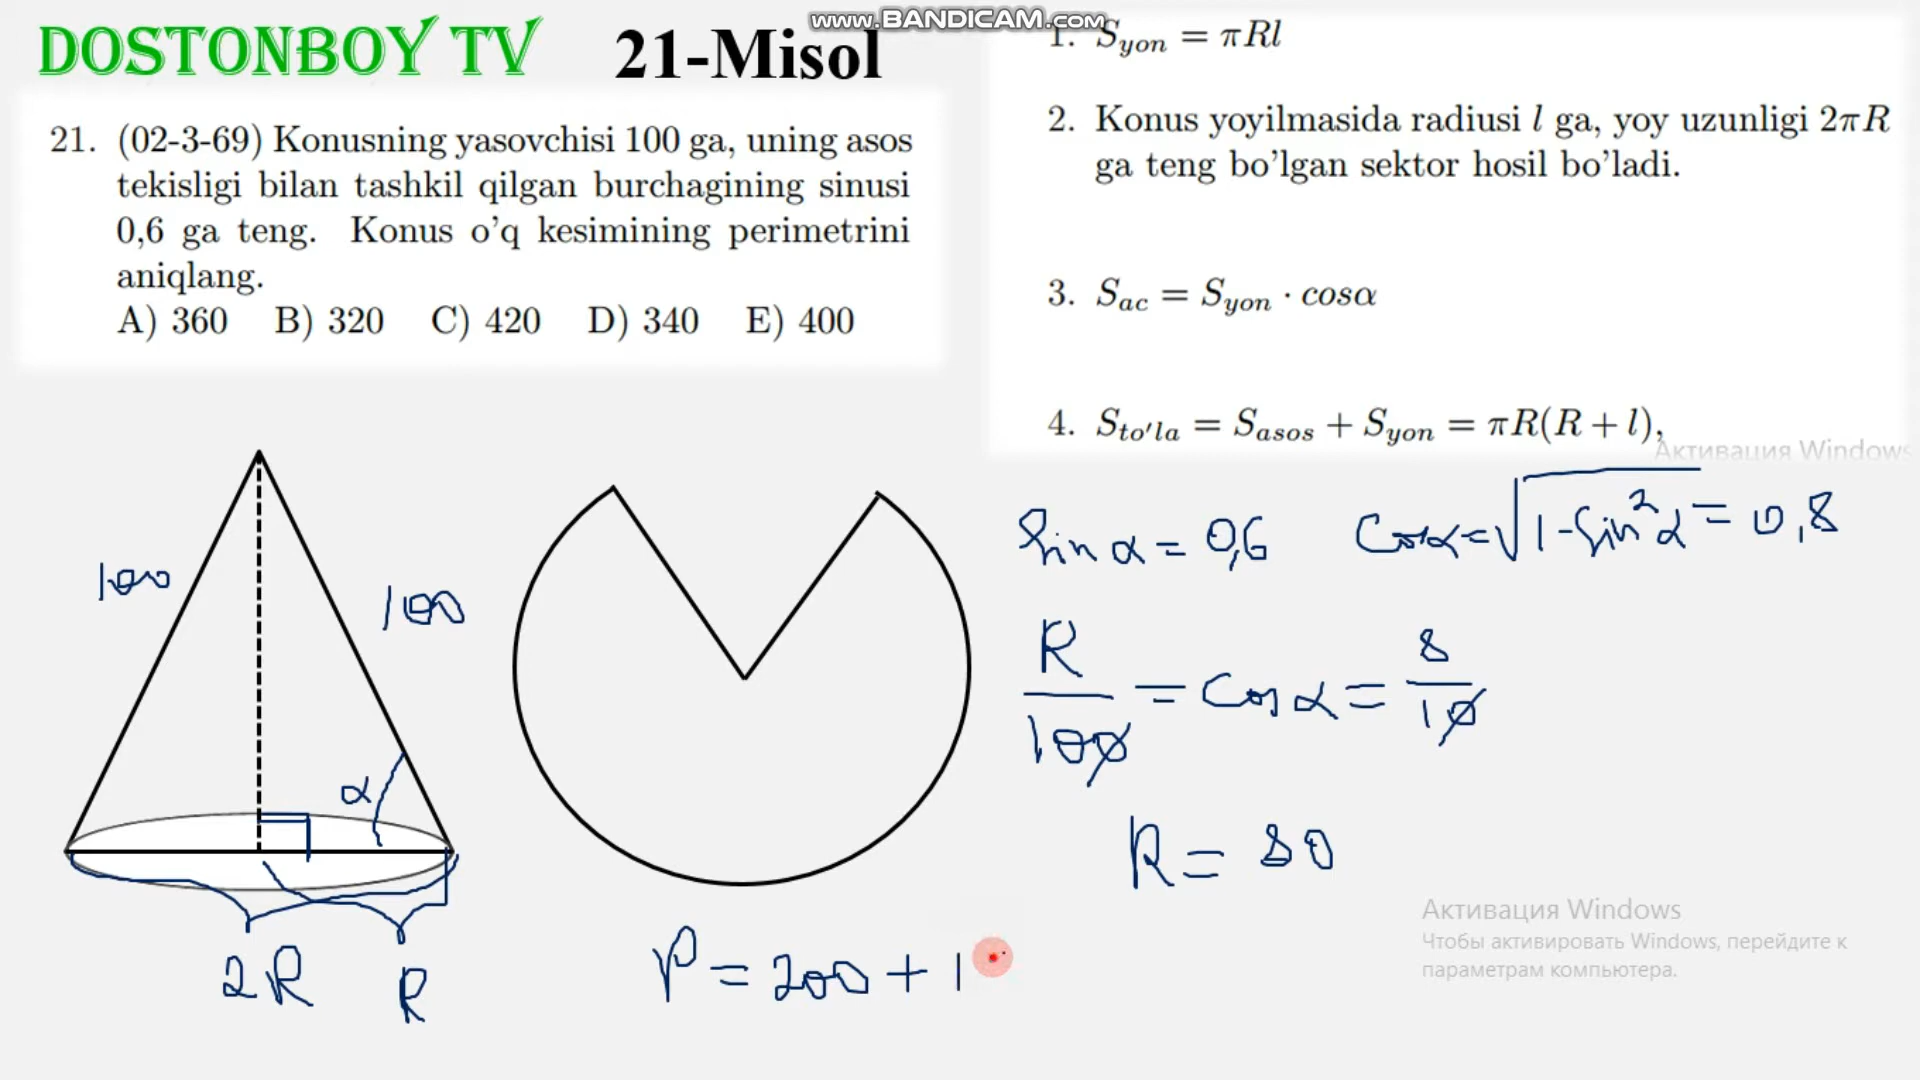 www.BANDICAM.com
DOSTONBOY TV
21-Misol
21. (02-3-69) Konusning yasovchisi 100 ga, uning asos
tekisligi bilan tashkil qilgan burchagining sinusi
0,6 ga teng. Konus o’q kesimining perimetrini
aniqlang.
A) 360 B) 320 C) 420 D) 340 E) 400
1. S_yon = πRl
2. Konus yoyilmasida radiusi l ga, yoy uzunligi 2πR
ga teng bo’lgan sektor hosil bo’ladi.
3. S_ac = S_yon · cosα
4. S_to'la = S_asos + S_yon = πR(R + l),
Активация Windows
100
100
α
2R
R
Sin α = 0,6
Cosα = √(1 - Sin²α) = 0,8
R/100 = Cos α = 8/10
R = 80
P = 200 + 1
Активация Windows
Чтобы активировать Windows, перейдите к
параметрам компьютера.